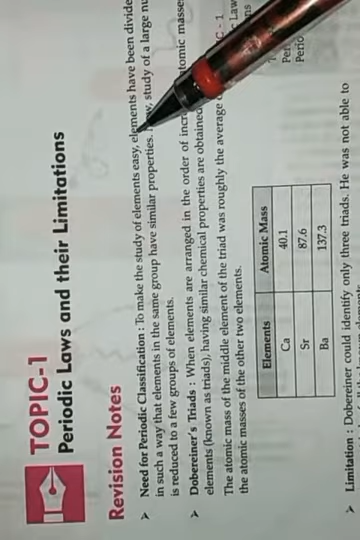 TOPIC-1
Periodic Laws and their Limitations
Revision Notes
➤ Need for Periodic Classification : To make the study of elements easy, elements have been divide
in such a way that elements in the same group have similar properties. study of a large nu
is reduced to a few groups of elements.
➤ Dobereiner's Triads : When elements are arranged in the order of incre atomic masse
elements (known as triads), having similar chemical properties are obtained
The atomic mass of the middle element of the triad was roughly the average
the atomic masses of the other two elements.
Elements Atomic Mass
Ca 40.1
Sr 87.6
Ba 137.3
➤ Limitation : Dobereiner could identify only three triads. He was not able to